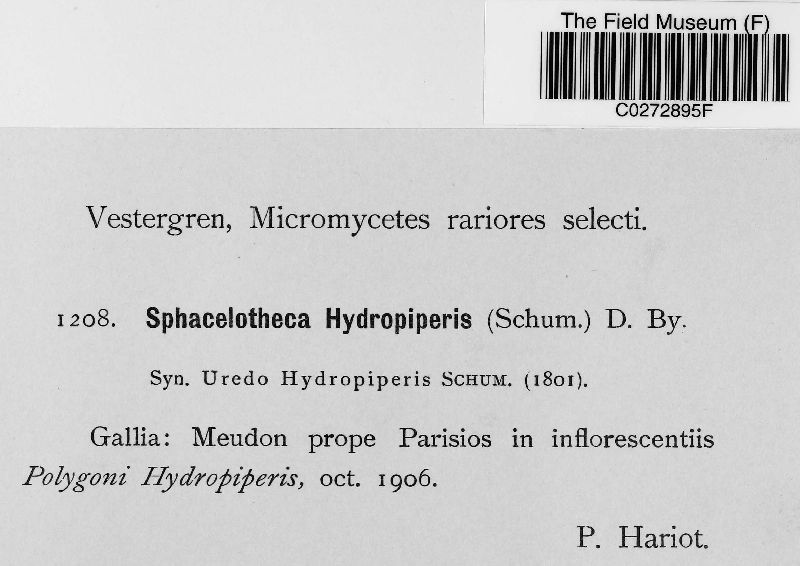 The Field Museum (F)
C0272895F
Vestergren, Micromycetes rariores selecti.
1208. Sphacelotheca Hydropiperis (Schum.) D. By.
Syn. Uredo Hydropiperis SCHUM. (1801).
Gallia: Meudon prope Parisios in inflorescentiis
Polygoni Hydropiperis, oct. 1906.
P. Hariot.